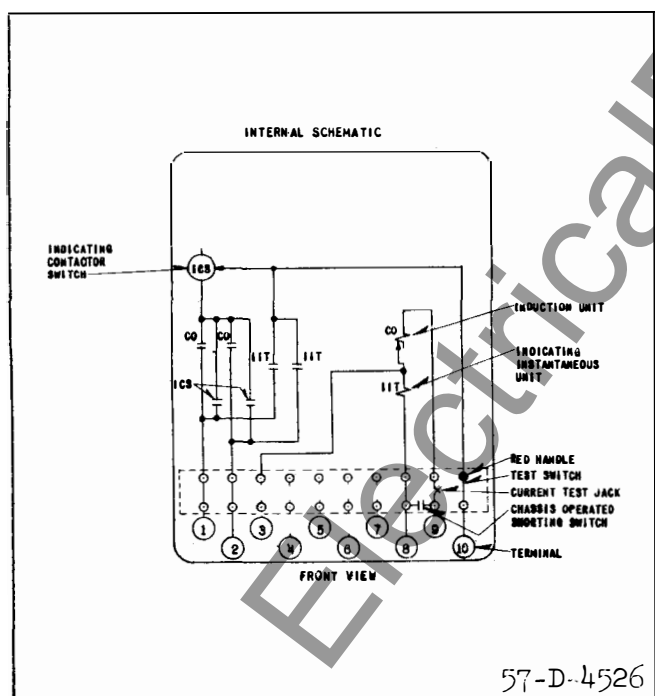 INTERNAL SCHEMATIC
INDICATING
CONTACTOR
SWITCH
ICS
CO
CO
IIT
IIT
ICS
CO
IIT
INDUCTION UNIT
INDICATING
INSTANTANEOUS
UNIT
RED HANDLE
TEST SWITCH
CURRENT TEST JACK
CHASSIS OPERATED
SHORTING SWITCH
TERMINAL
1
2
3
4
5
6
7
8
9
10
FRONT VIEW
57-D-4526
Electrical